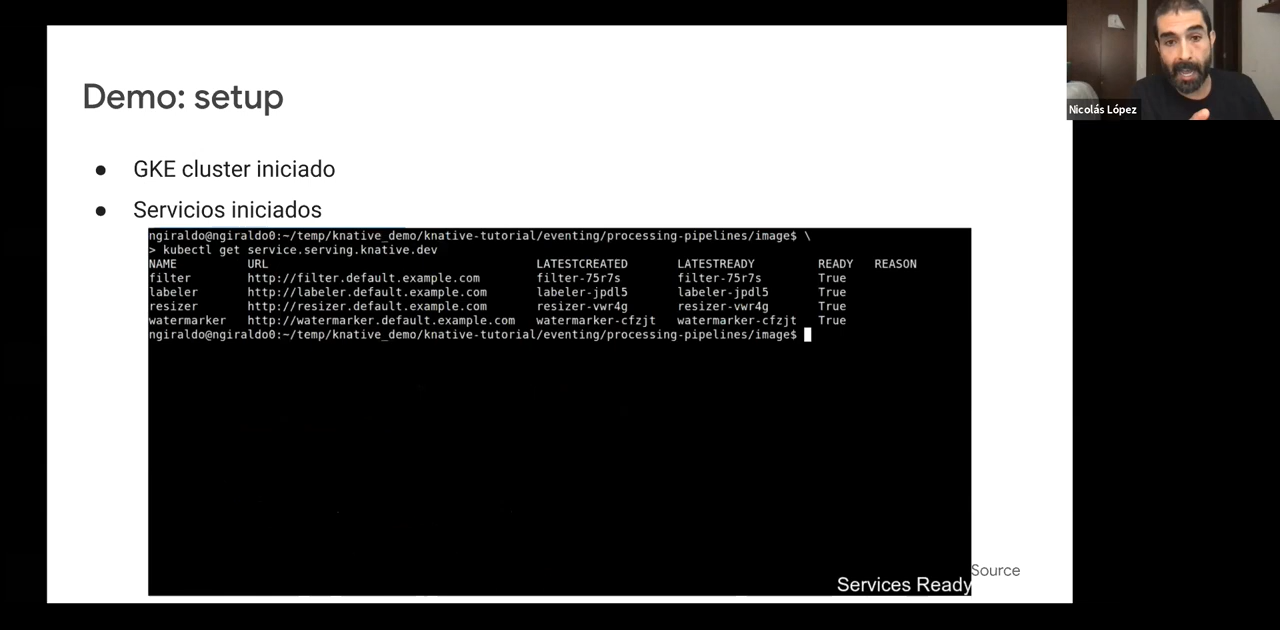 Demo: setup
● GKE cluster iniciado
● Servicios iniciados
ngiraldo@ngiraldo0:~/temp/knative_demo/knative-tutorial/eventing/processing-pipelines/image$ \
> kubectl get service.serving.knative.dev
NAME URL LATESTCREATED LATESTREADY READY REASON
filter http://filter.default.example.com filter-75r7s filter-75r7s True
labeler http://labeler.default.example.com labeler-jpdl5 labeler-jpdl5 True
resizer http://resizer.default.example.com resizer-vwr4g resizer-vwr4g True
watermarker http://watermarker.default.example.com watermarker-cfzjt watermarker-cfzjt True
ngiraldo@ngiraldo0:~/temp/knative_demo/knative-tutorial/eventing/processing-pipelines/image$
Source
Services Ready
Nicolás López